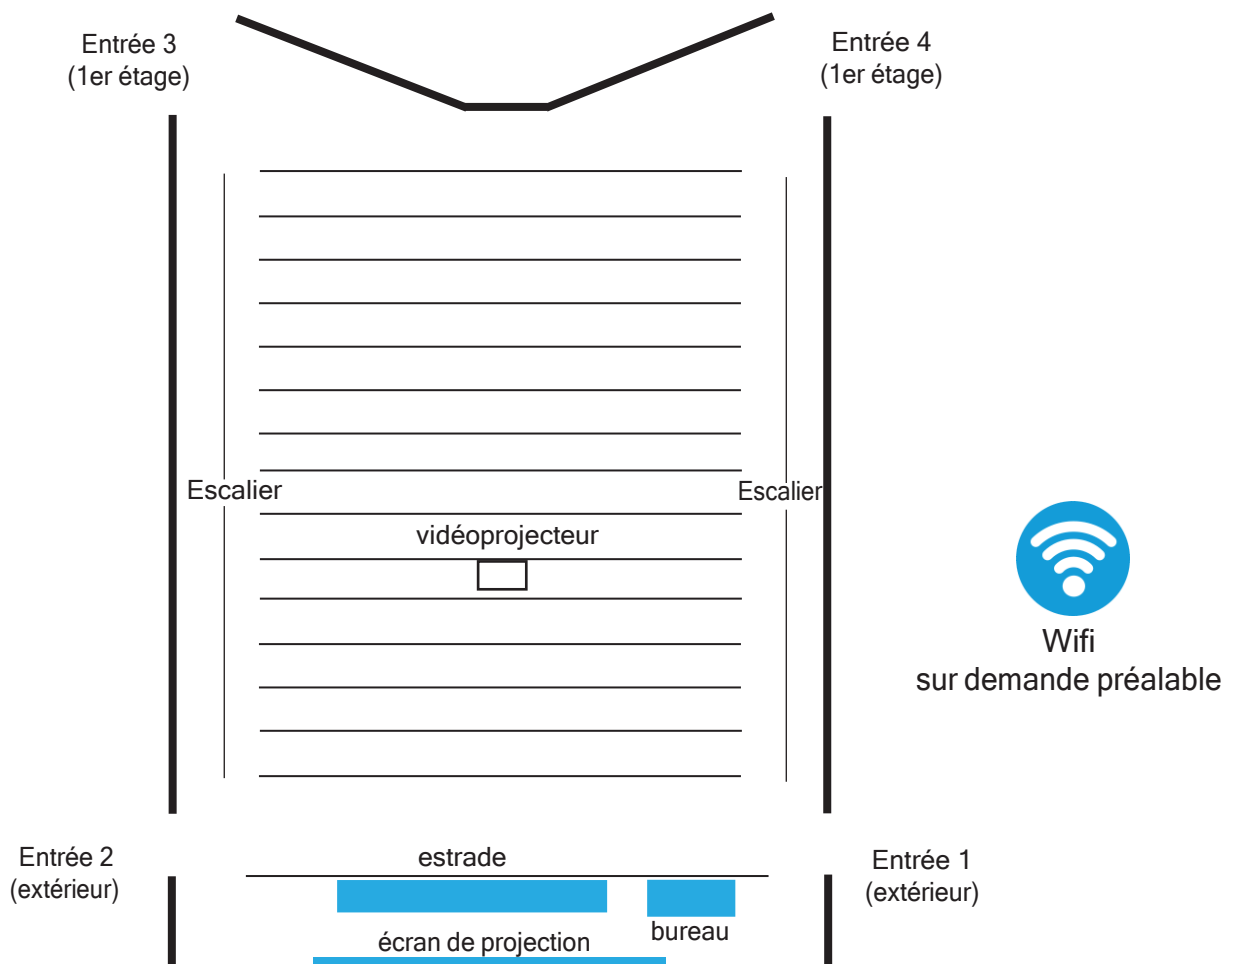 Entrée 3
(1er étage)
Entrée 4
(1er étage)
Escalier
Escalier
vidéoprojecteur
Wifi
sur demande préalable
Entrée 2
(extérieur)
estrade
Entrée 1
(extérieur)
bureau
écran de projection